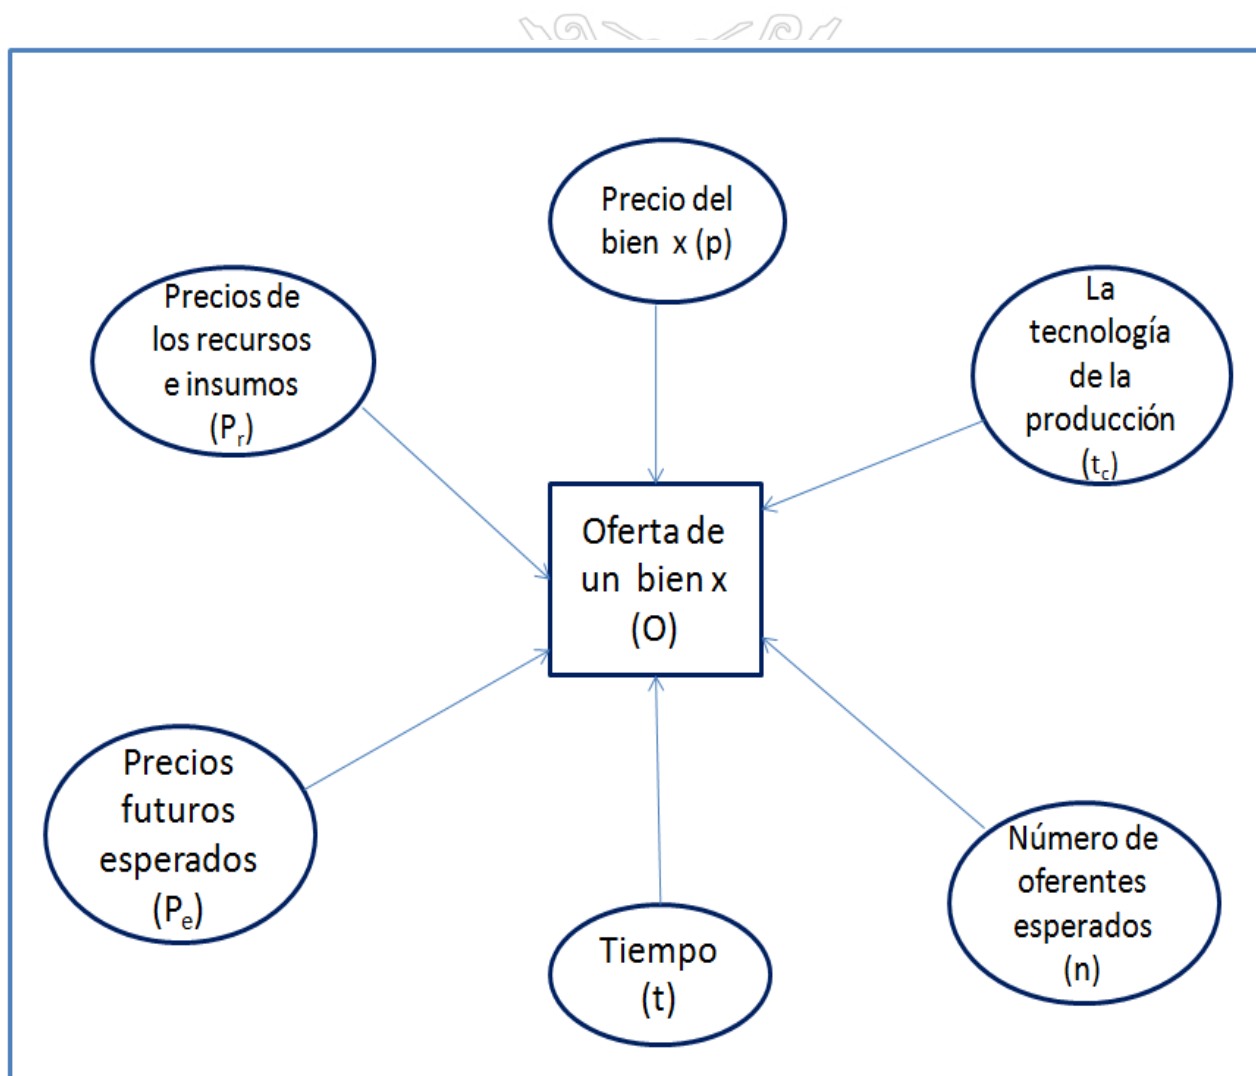 Precio del
bien x (p)
Precios de
los recursos
e insumos
(Pr)
La
tecnología
de la
producción
(tc)
Oferta de
un bien x
(O)
Precios
futuros
esperados
(Pe)
Tiempo
(t)
Número de
oferentes
esperados
(n)